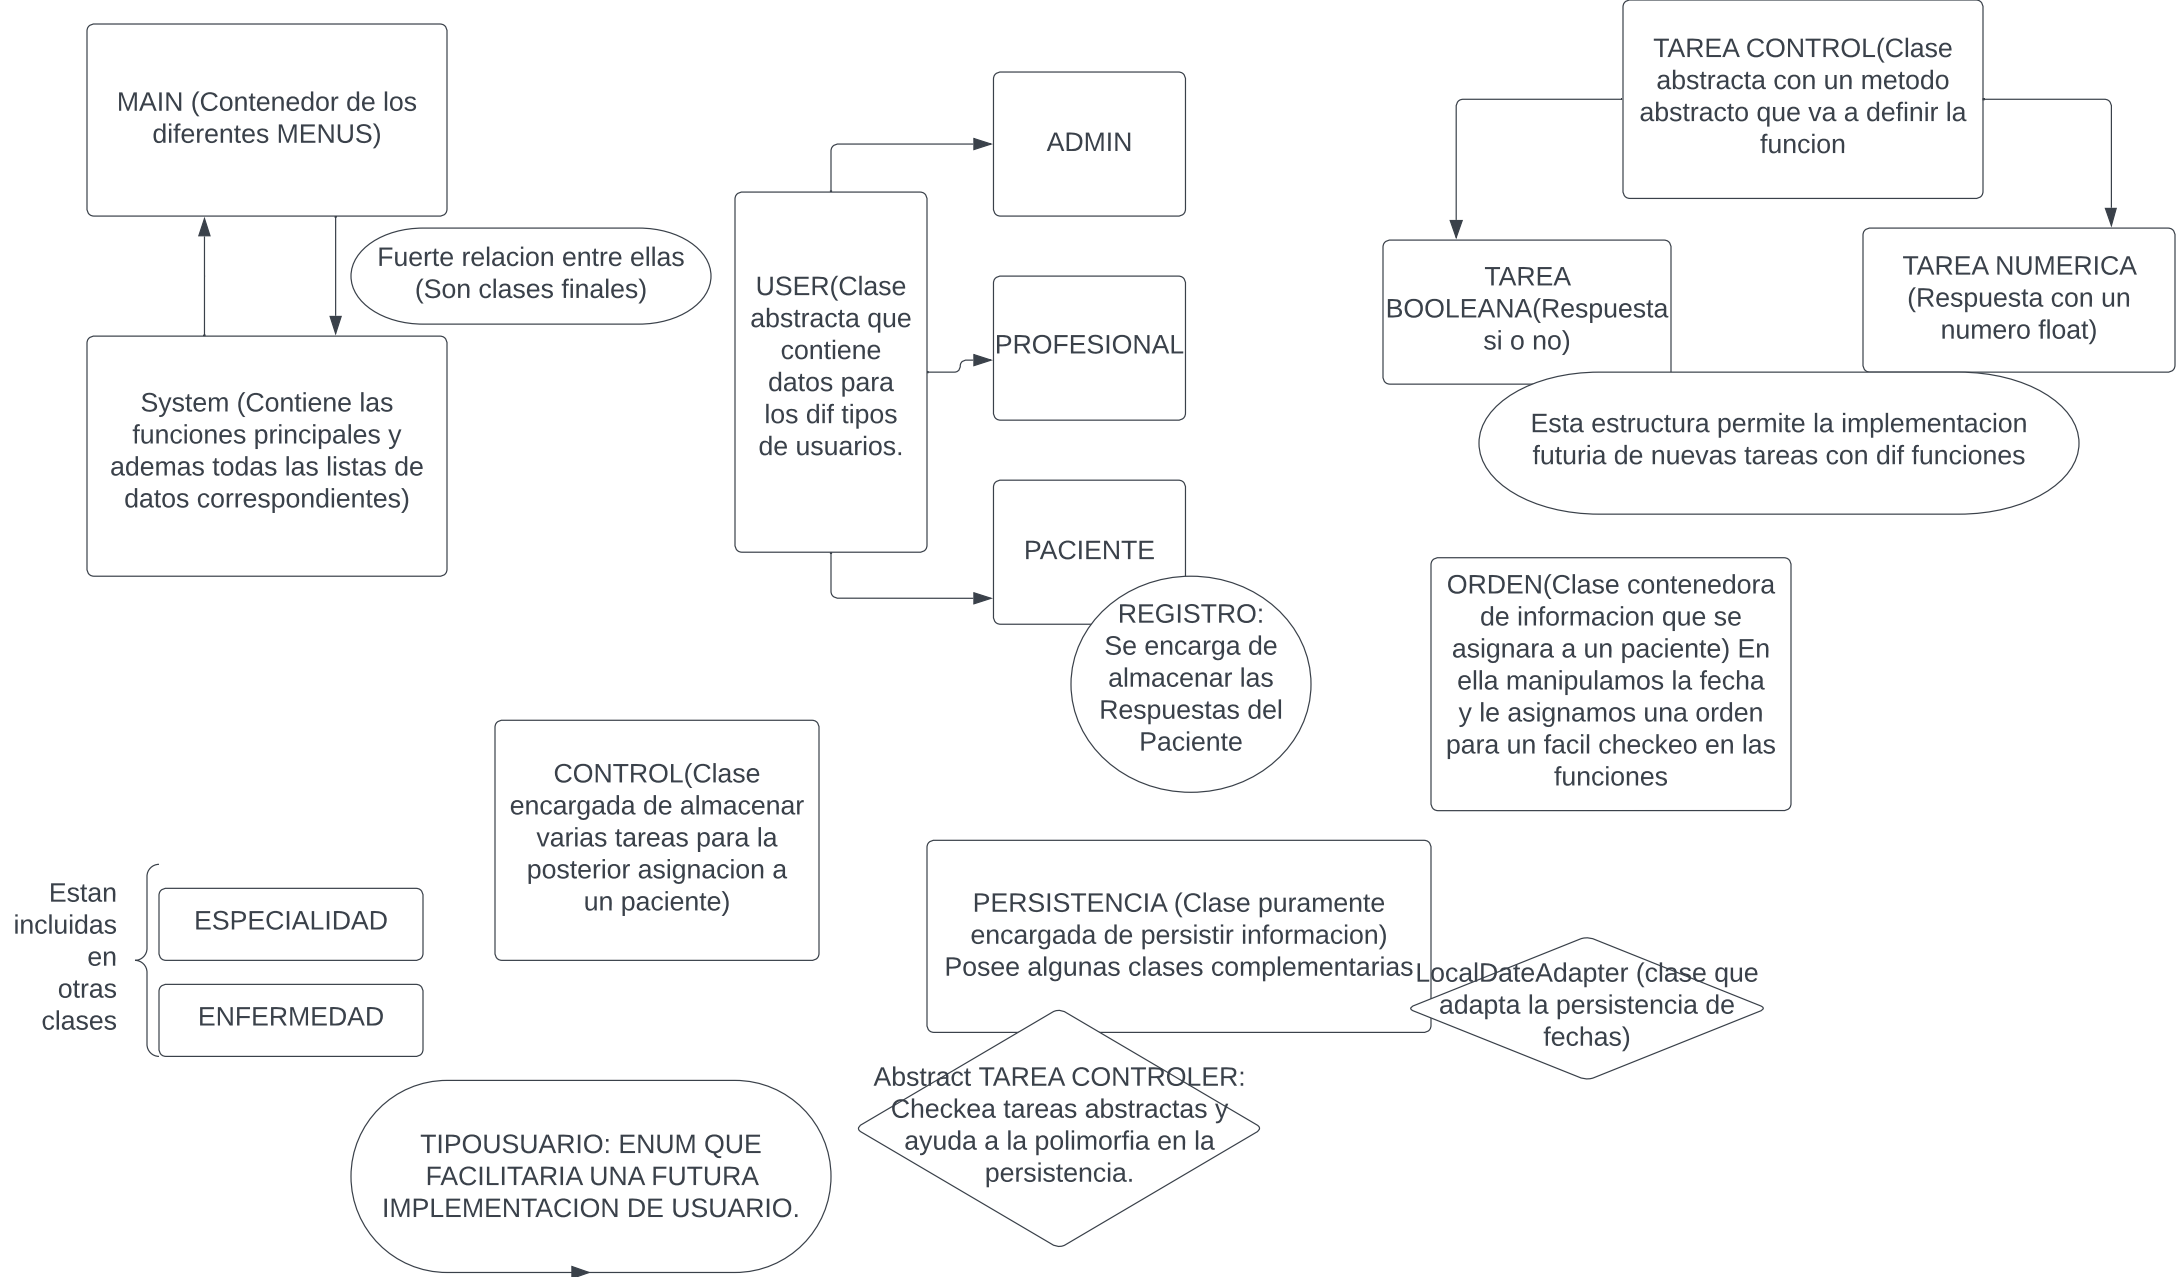 MAIN (Contenedor de los
diferentes MENUS)
Fuerte relacion entre ellas
(Son clases finales)
System (Contiene las
funciones principales y
ademas todas las listas de
datos correspondientes)
USER(Clase
abstracta que
contiene
datos para
los dif tipos
de usuarios.
ADMIN
PROFESIONAL
PACIENTE
REGISTRO:
Se encarga de
almacenar las
Respuestas del
Paciente
TAREA CONTROL(Clase
abstracta con un metodo
abstracto que va a definir la
funcion
TAREA
BOOLEANA(Respuesta
si o no)
TAREA NUMERICA
(Respuesta con un
numero float)
Esta estructura permite la implementacion
futuria de nuevas tareas con dif funciones
ORDEN(Clase contenedora
de informacion que se
asignara a un paciente) En
ella manipulamos la fecha
y le asignamos una orden
para un facil checkeo en las
funciones
CONTROL(Clase
encargada de almacenar
varias tareas para la
posterior asignacion a
un paciente)
Estan
incluidas
en
otras
clases
ESPECIALIDAD
ENFERMEDAD
PERSISTENCIA (Clase puramente
encargada de persistir informacion)
Posee algunas clases complementarias
LocalDateAdapter (clase que
adapta la persistencia de
fechas)
Abstract TAREA CONTROLER:
Checkea tareas abstractas y
ayuda a la polimorfia en la
persistencia.
TIPOUSUARIO: ENUM QUE
FACILITARIA UNA FUTURA
IMPLEMENTACION DE USUARIO.